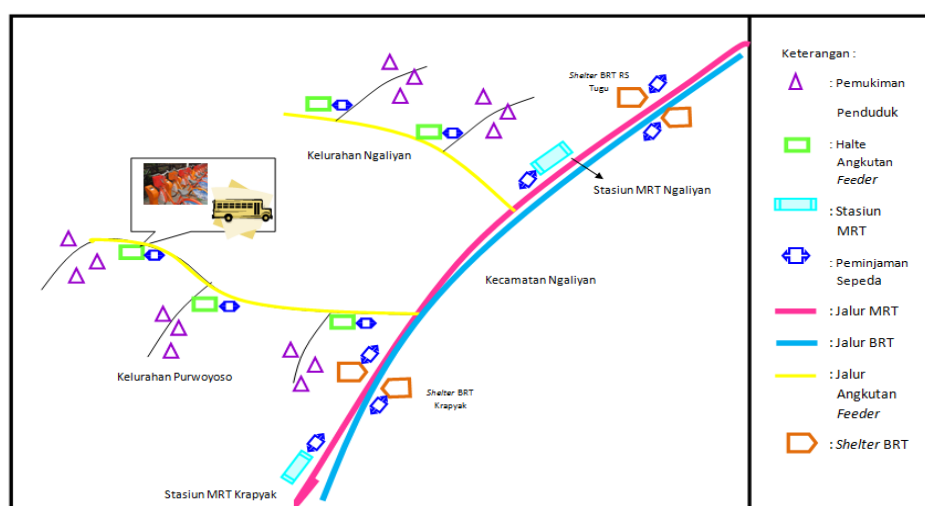 Shelter BRT RS
Tugu
Kelurahan Ngaliyan
Stasiun MRT Ngaliyan
Kecamatan Ngaliyan
Kelurahan Purwoyoso
Shelter BRT
Krapyak
Stasiun MRT Krapyak
Keterangan :
: Pemukiman
Penduduk
: Halte
Angkutan
Feeder
: Stasiun
MRT
: Peminjaman
Sepeda
: Jalur MRT
: Jalur BRT
: Jalur
Angkutan
Feeder
: Shelter BRT